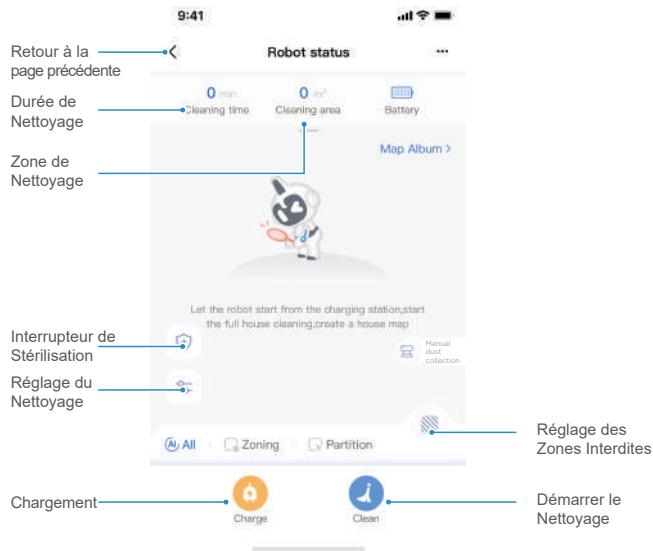 9:41
Retour à la
page précédente
Robot status
Durée de
Nettoyage
0 min
0 m²
Cleaning time
Cleaning area
Battery
Zone de
Nettoyage
Map Album >
Let the robot start from the charging station,start
the full house cleaning,create a house map
Interrupteur de
Stérilisation
Manual
dust
collection
Réglage du
Nettoyage
Réglage des
Zones Interdites
AI All
Zoning
Partition
Chargement
Charge
Clean
Démarrer le
Nettoyage